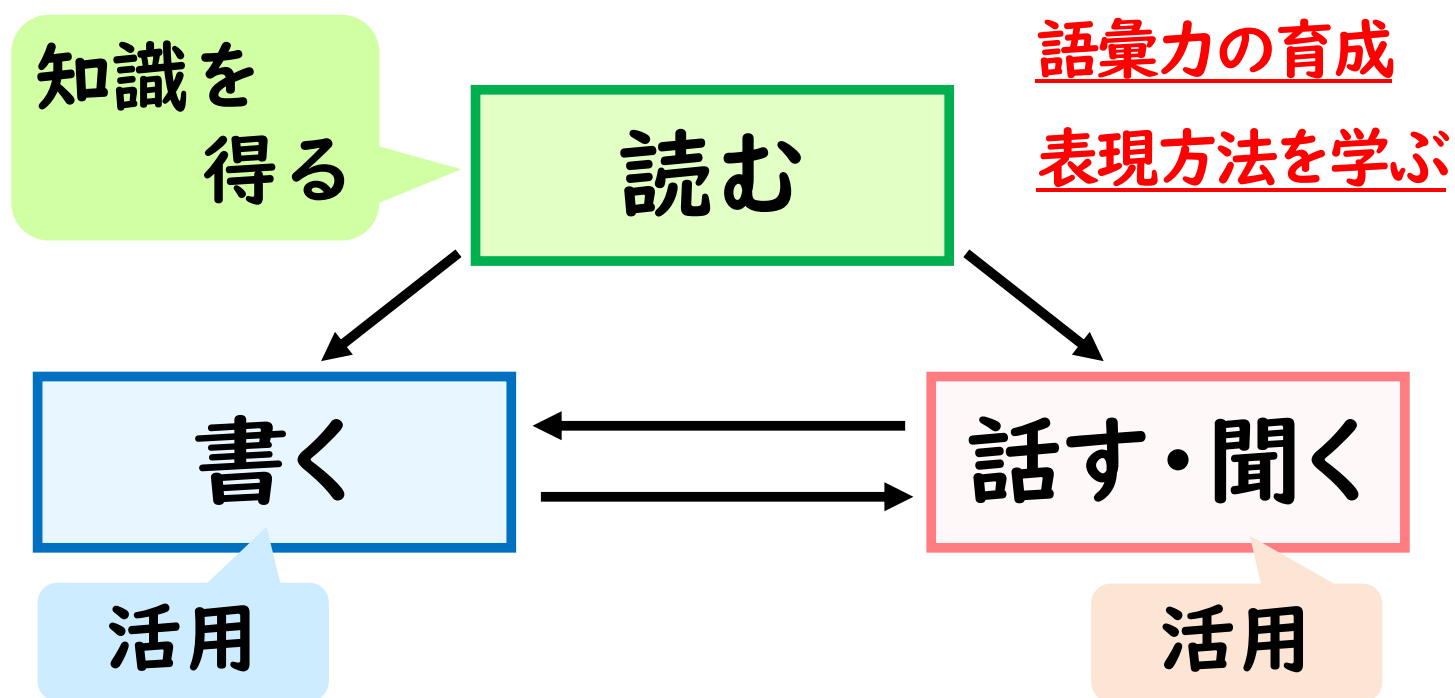 知識を
得る
読む
語彙力の育成
表現方法を学ぶ
書く
話す・聞く
活用
活用